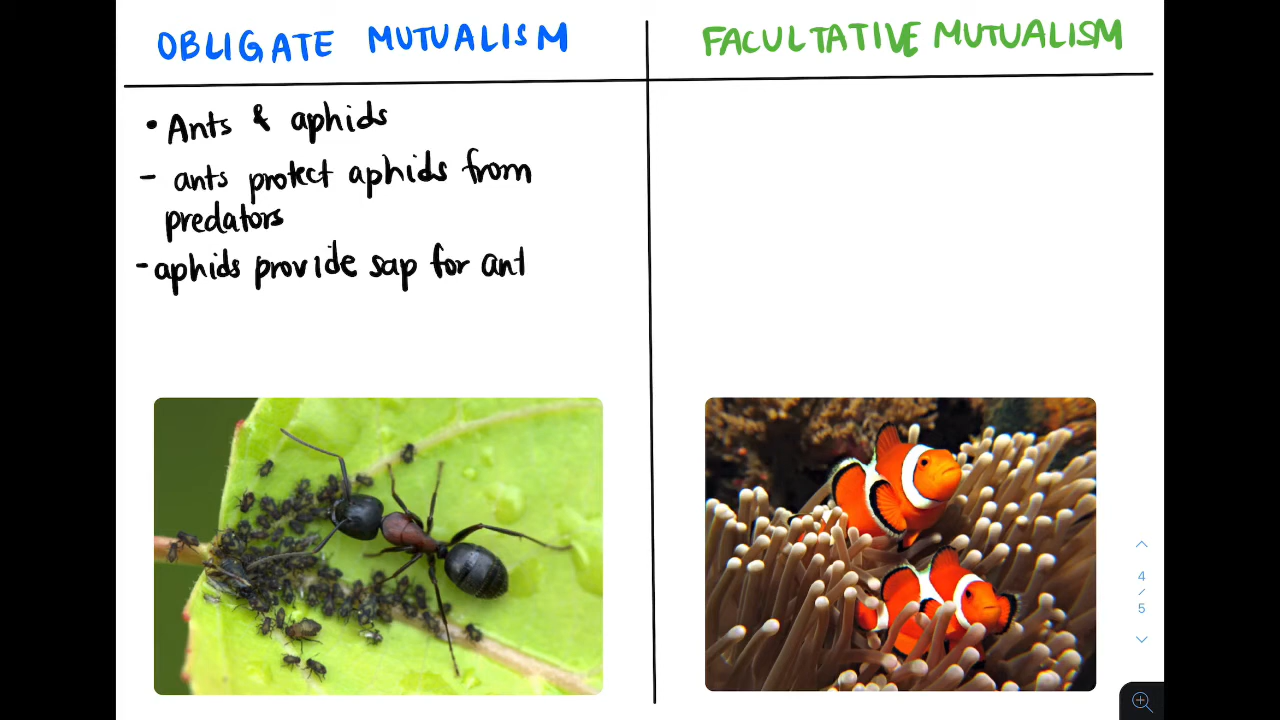 OBLIGATE MUTUALISM
FACULTATIVE MUTUALISM
• Ants & aphids
- ants protect aphids from
predators
- aphids provide sap for ant
4
/
5